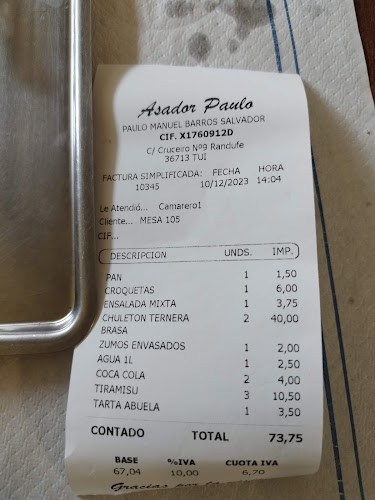 Asador Paulo
PAULO MANUEL BARROS SALVADOR
CIF. X1760912D
C/ Cruceiro Nº9 Randufe
36713 TUI
FACTURA SIMPLIFICADA: FECHA HORA
10345 10/12/2023 14:04
Le Atendió... Camarero1
Cliente... MESA 105
CIF...
DESCRIPCION UNDS. IMP.
PAN 1 1,50
CROQUETAS 1 6,00
ENSALADA MIXTA 1 3,75
CHULETON TERNERA 2 40,00
BRASA
ZUMOS ENVASADOS 1 2,00
AGUA 1L 1 2,50
COCA COLA 2 4,00
TIRAMISU 3 10,50
TARTA ABUELA 1 3,50
CONTADO TOTAL 73,75
BASE %IVA CUOTA IVA
67,04 10,00 6,70
Gracias por